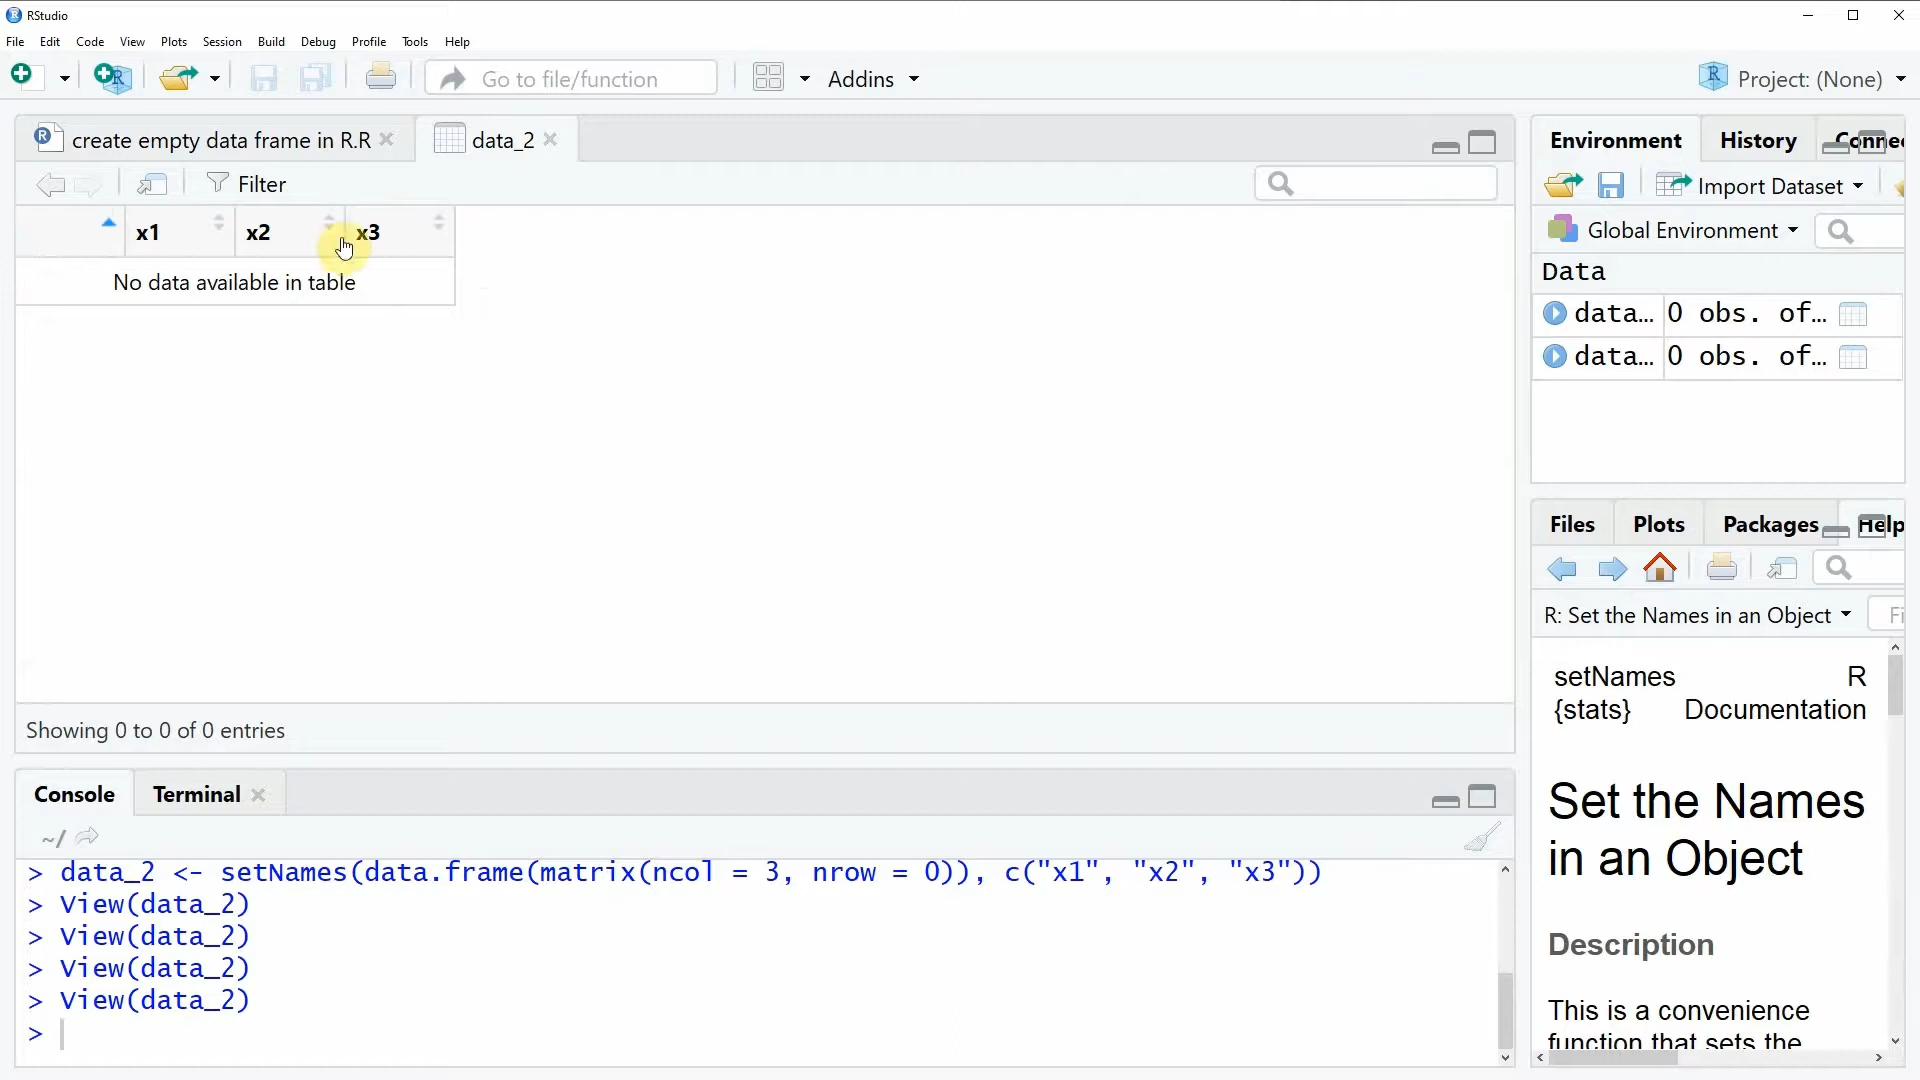 RStudio
File Edit Code View Plots Session Build Debug Profile Tools Help
Go to file/function
Addins
Project: (None)
create empty data frame in R.R
data_2
Filter
x1 x2 x3
No data available in table
Showing 0 to 0 of 0 entries
Console Terminal
~/
> data_2 <- setNames(data.frame(matrix(ncol = 3, nrow = 0)), c("x1", "x2", "x3"))
> View(data_2)
> View(data_2)
> View(data_2)
> View(data_2)
>
Environment History Connec
Import Dataset
Global Environment
Data
data... 0 obs. of...
data... 0 obs. of...
Files Plots Packages Help
R: Set the Names in an Object Fi
setNames R
{stats} Documentation
Set the Names
in an Object
Description
This is a convenience
function that sets the